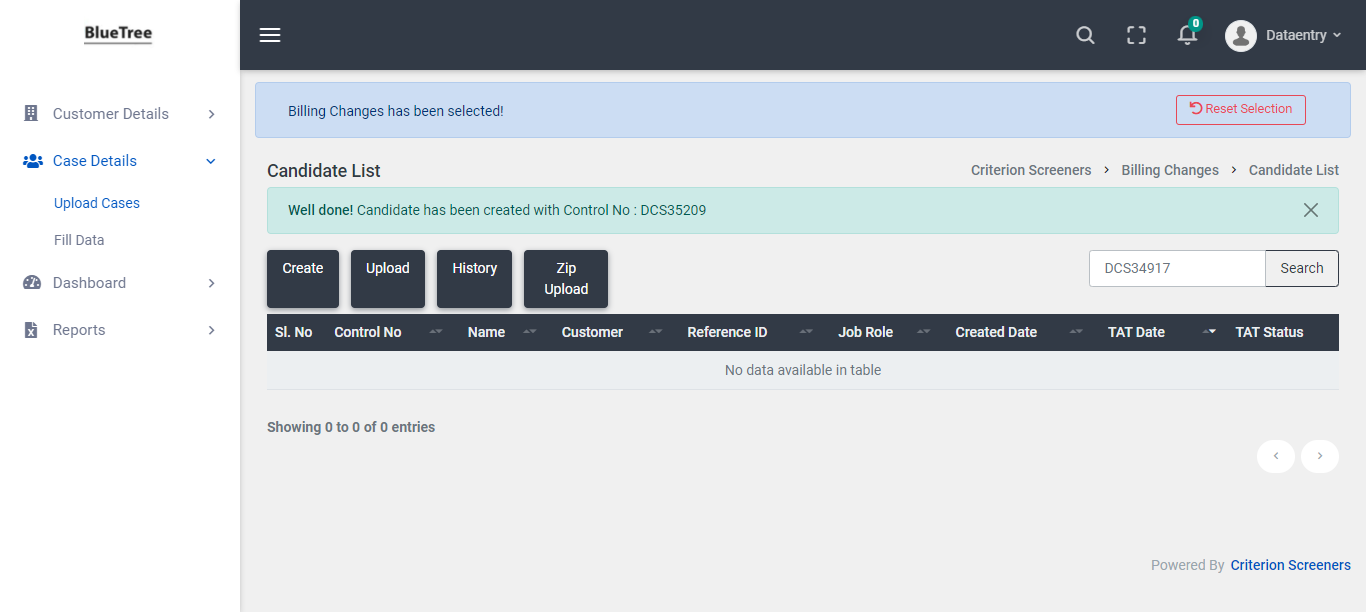 BlueTree
0
Dataentry
Customer Details
Case Details
Upload Cases
Fill Data
Dashboard
Reports
Billing Changes has been selected!
Reset Selection
Candidate List
Criterion Screeners > Billing Changes > Candidate List
Well done! Candidate has been created with Control No : DCS35209
Create
Upload
History
Zip
Upload
DCS34917
Search
Sl. No Control No Name Customer Reference ID Job Role Created Date TAT Date TAT Status
No data available in table
Showing 0 to 0 of 0 entries
Powered By Criterion Screeners